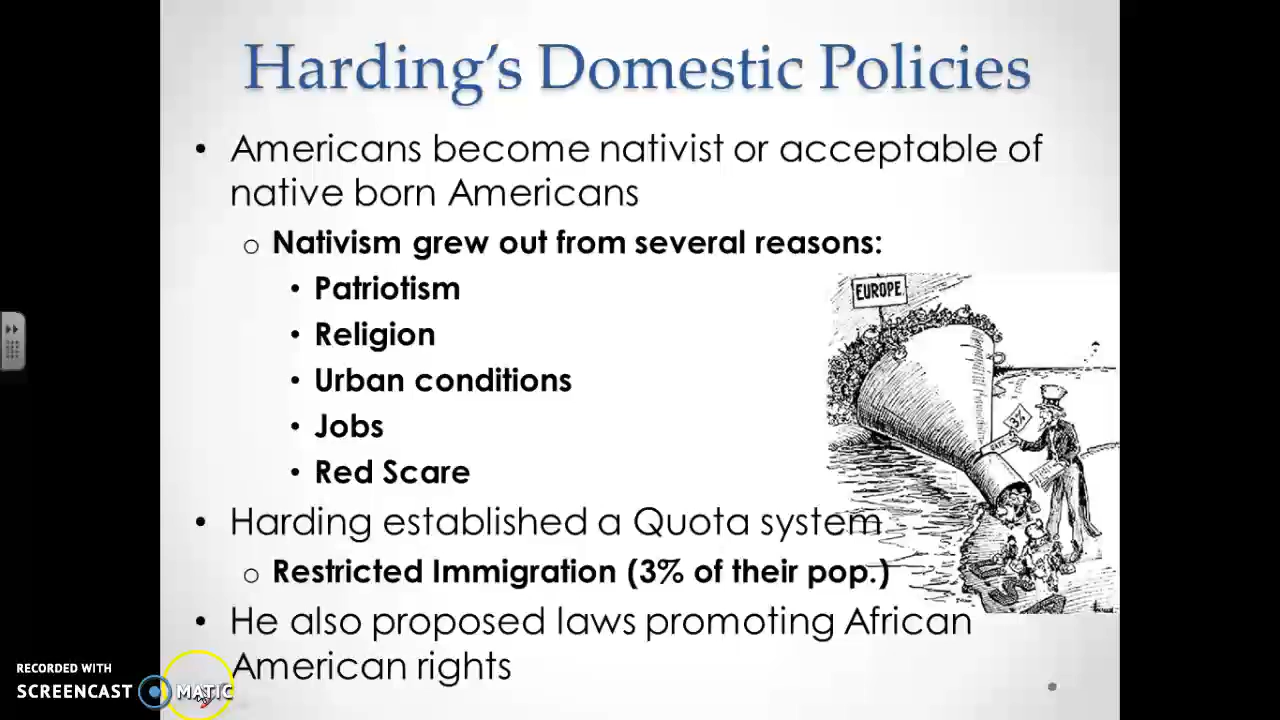 Harding's Domestic Policies
• Americans become nativist or acceptable of
native born Americans
o Nativism grew out from several reasons:
• Patriotism
• Religion
• Urban conditions
• Jobs
• Red Scare
EUROPE.
3%
GATE
• Harding established a Quota system
o Restricted Immigration (3% of their pop.)
• He also proposed laws promoting African
American rights
RECORDED WITH
SCREENCAST MATIC